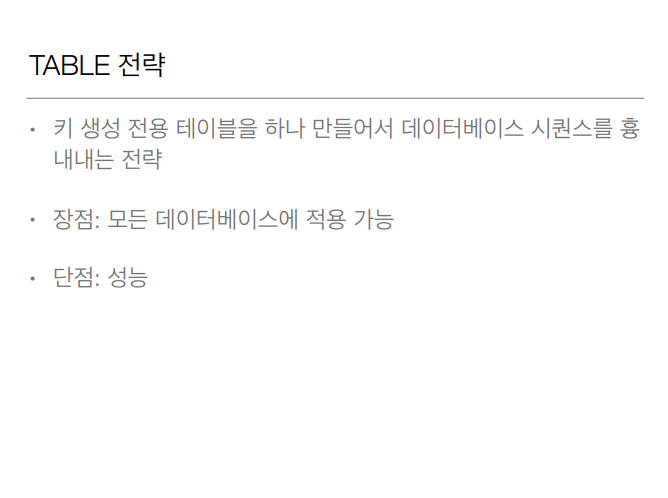 TABLE 전략
• 키 생성 전용 테이블을 하나 만들어서 데이터베이스 시퀀스를 흉
내내는 전략
• 장점: 모든 데이터베이스에 적용 가능
• 단점: 성능